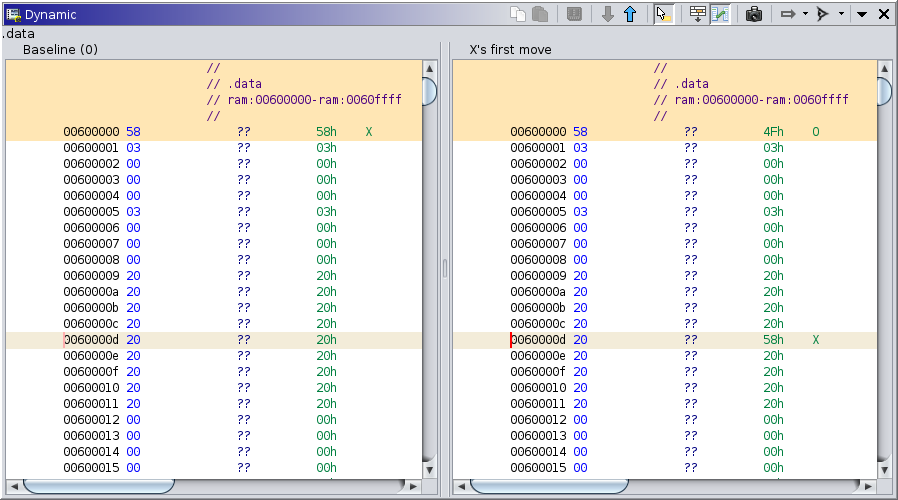 Dynamic
.data
Baseline (0)
//
// .data
// ram:00600000-ram:0060ffff
//
00600000 58 ?? 58h X
00600001 03 ?? 03h
00600002 00 ?? 00h
00600003 00 ?? 00h
00600004 00 ?? 00h
00600005 03 ?? 03h
00600006 00 ?? 00h
00600007 00 ?? 00h
00600008 00 ?? 00h
00600009 20 ?? 20h
0060000a 20 ?? 20h
0060000b 20 ?? 20h
0060000c 20 ?? 20h
0060000d 20 ?? 20h
0060000e 20 ?? 20h
0060000f 20 ?? 20h
00600010 20 ?? 20h
00600011 20 ?? 20h
00600012 00 ?? 00h
00600013 00 ?? 00h
00600014 00 ?? 00h
00600015 00 ?? 00h
X's first move
//
// .data
// ram:00600000-ram:0060ffff
//
00600000 58 ?? 4Fh O
00600001 03 ?? 03h
00600002 00 ?? 00h
00600003 00 ?? 00h
00600004 00 ?? 00h
00600005 03 ?? 03h
00600006 00 ?? 00h
00600007 00 ?? 00h
00600008 00 ?? 00h
00600009 20 ?? 20h
0060000a 20 ?? 20h
0060000b 20 ?? 20h
0060000c 20 ?? 20h
0060000d 20 ?? 58h X
0060000e 20 ?? 20h
0060000f 20 ?? 20h
00600010 20 ?? 20h
00600011 20 ?? 20h
00600012 00 ?? 00h
00600013 00 ?? 00h
00600014 00 ?? 00h
00600015 00 ?? 00h